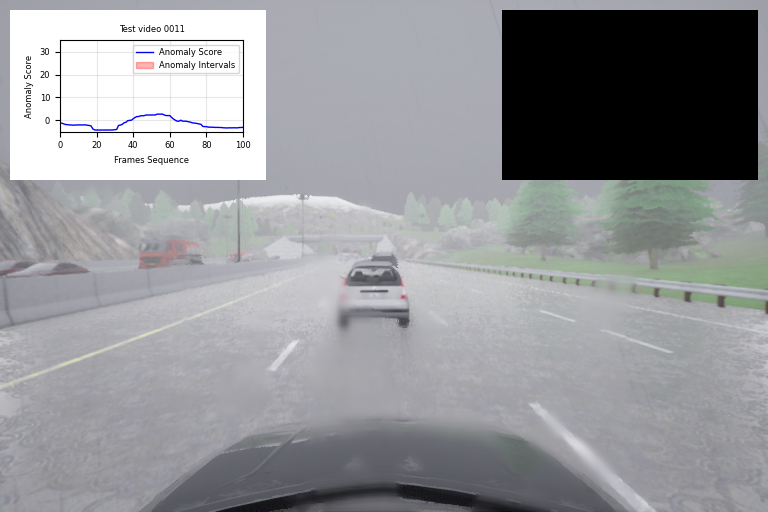 Test video 0011
Anomaly Score
30
20
10
0
Anomaly Score
Anomaly Intervals
0 20 40 60 80 100
Frames Sequence